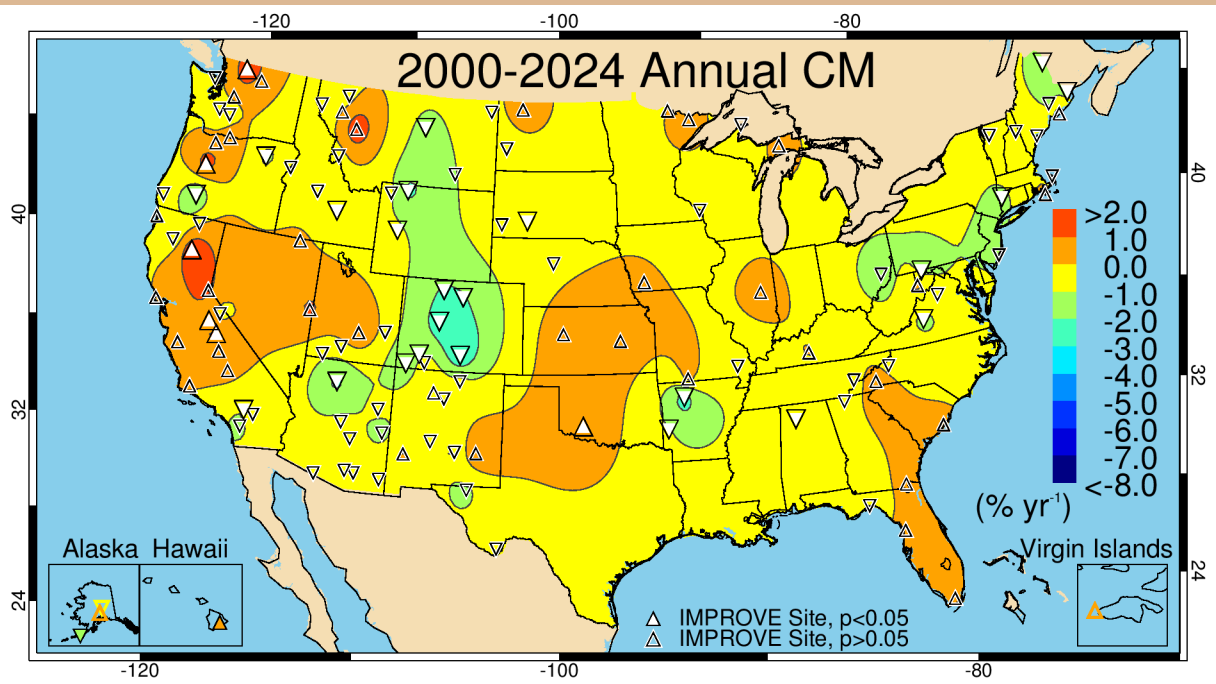 -120 -100 -80
2000-2024 Annual CM
40
40
32
32
24
24
>2.0
1.0
0.0
-1.0
-2.0
-3.0
-4.0
-5.0
-6.0
-7.0
<-8.0
(% yr-1)
Alaska Hawaii
Virgin Islands
IMPROVE Site, p<0.05
IMPROVE Site, p>0.05
-120 -100 -80